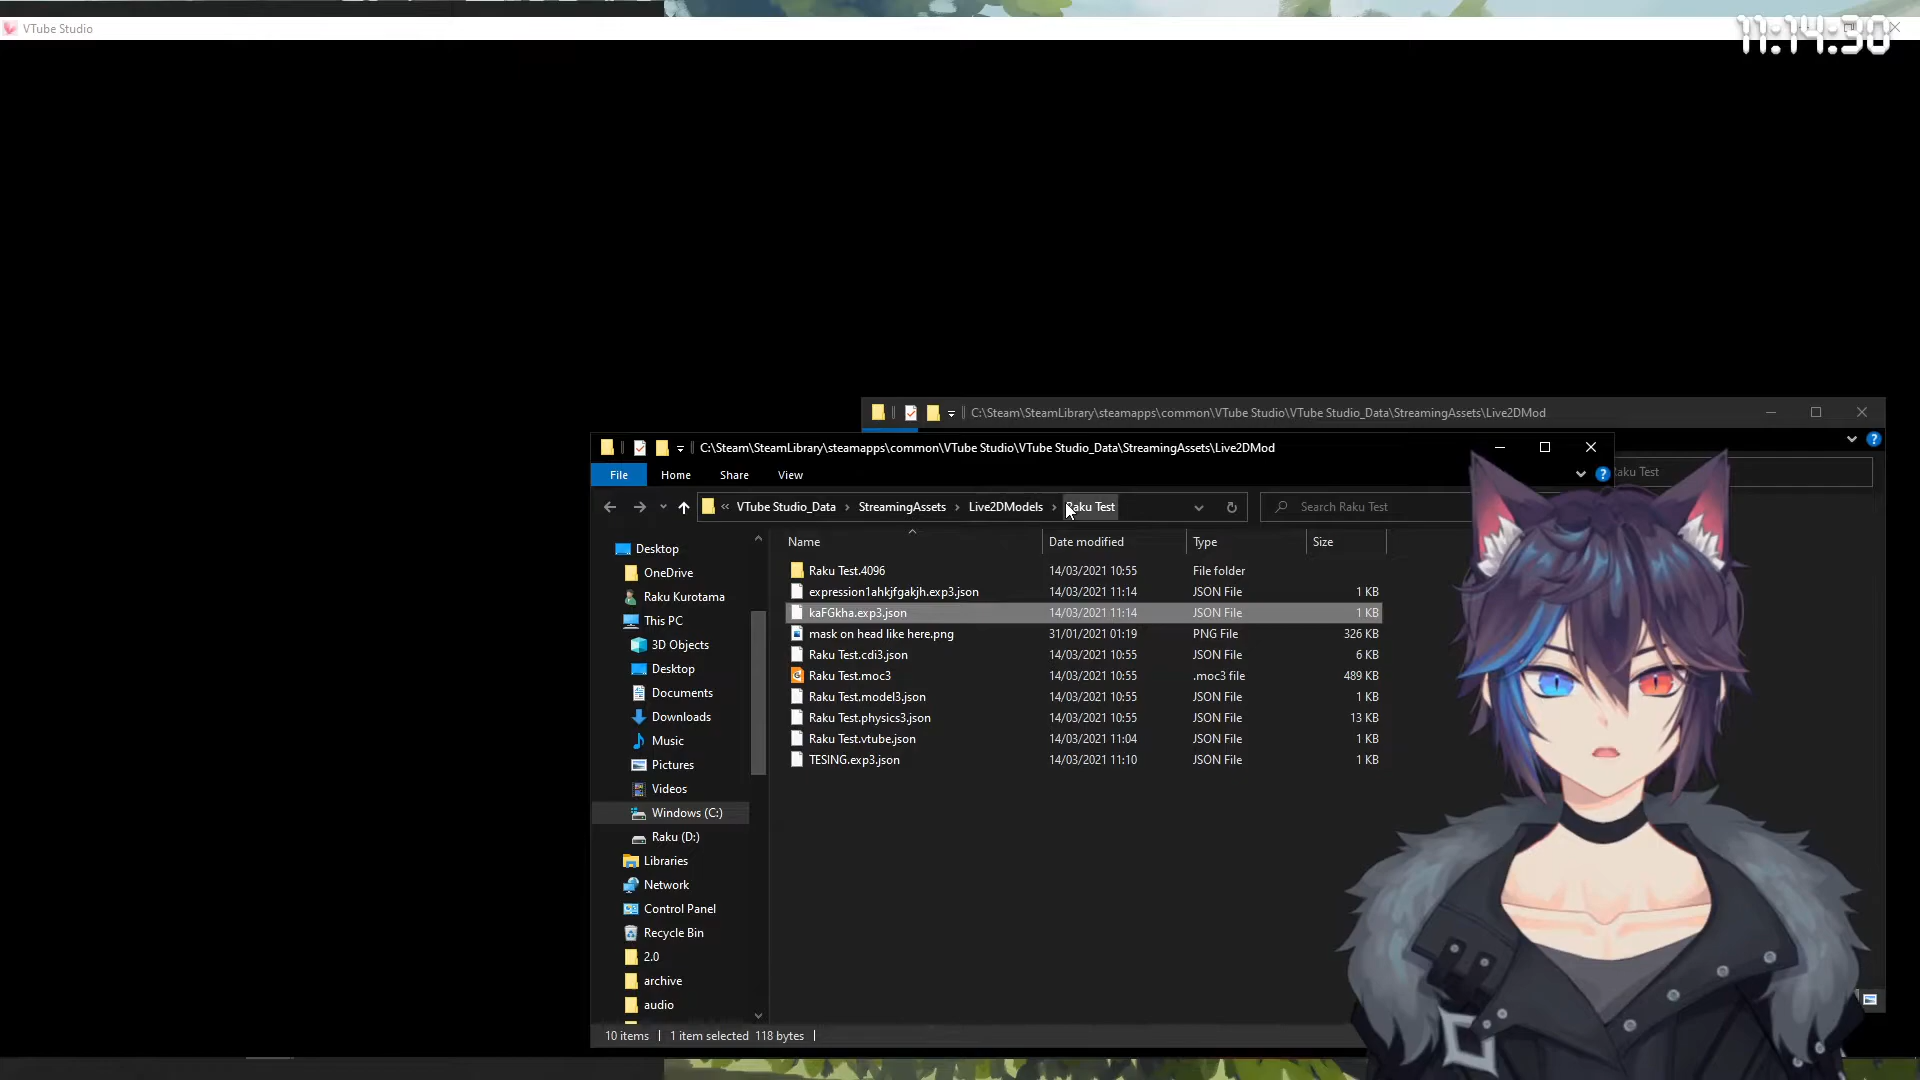 VTube Studio
11:14:30
C:\Steam\SteamLibrary\steamapps\common\VTube Studio\VTube Studio_Data\StreamingAssets\Live2DMod
C:\Steam\SteamLibrary\steamapps\common\VTube Studio\VTube Studio_Data\StreamingAssets\Live2DMod
File Home Share View
Raku Test
« VTube Studio_Data > StreamingAssets > Live2DModels > Raku Test
Search Raku Test
Name Date modified Type Size
Desktop
OneDrive
Raku Kurotama
This PC
3D Objects
Desktop
Documents
Downloads
Music
Pictures
Videos
Windows (C:)
Raku (D:)
Libraries
Network
Control Panel
Recycle Bin
2.0
archive
audio
Raku Test.4096 14/03/2021 10:55 File folder
expression1ahkjfgakjh.exp3.json 14/03/2021 11:14 JSON File 1 KB
kaFGkha.exp3.json 14/03/2021 11:14 JSON File 1 KB
mask on head like here.png 31/01/2021 01:19 PNG File 326 KB
Raku Test.cdi3.json 14/03/2021 10:55 JSON File 6 KB
Raku Test.moc3 14/03/2021 10:55 .moc3 file 489 KB
Raku Test.model3.json 14/03/2021 10:55 JSON File 1 KB
Raku Test.physics3.json 14/03/2021 10:55 JSON File 13 KB
Raku Test.vtube.json 14/03/2021 11:04 JSON File 1 KB
TESING.exp3.json 14/03/2021 11:10 JSON File 1 KB
10 items 1 item selected 118 bytes